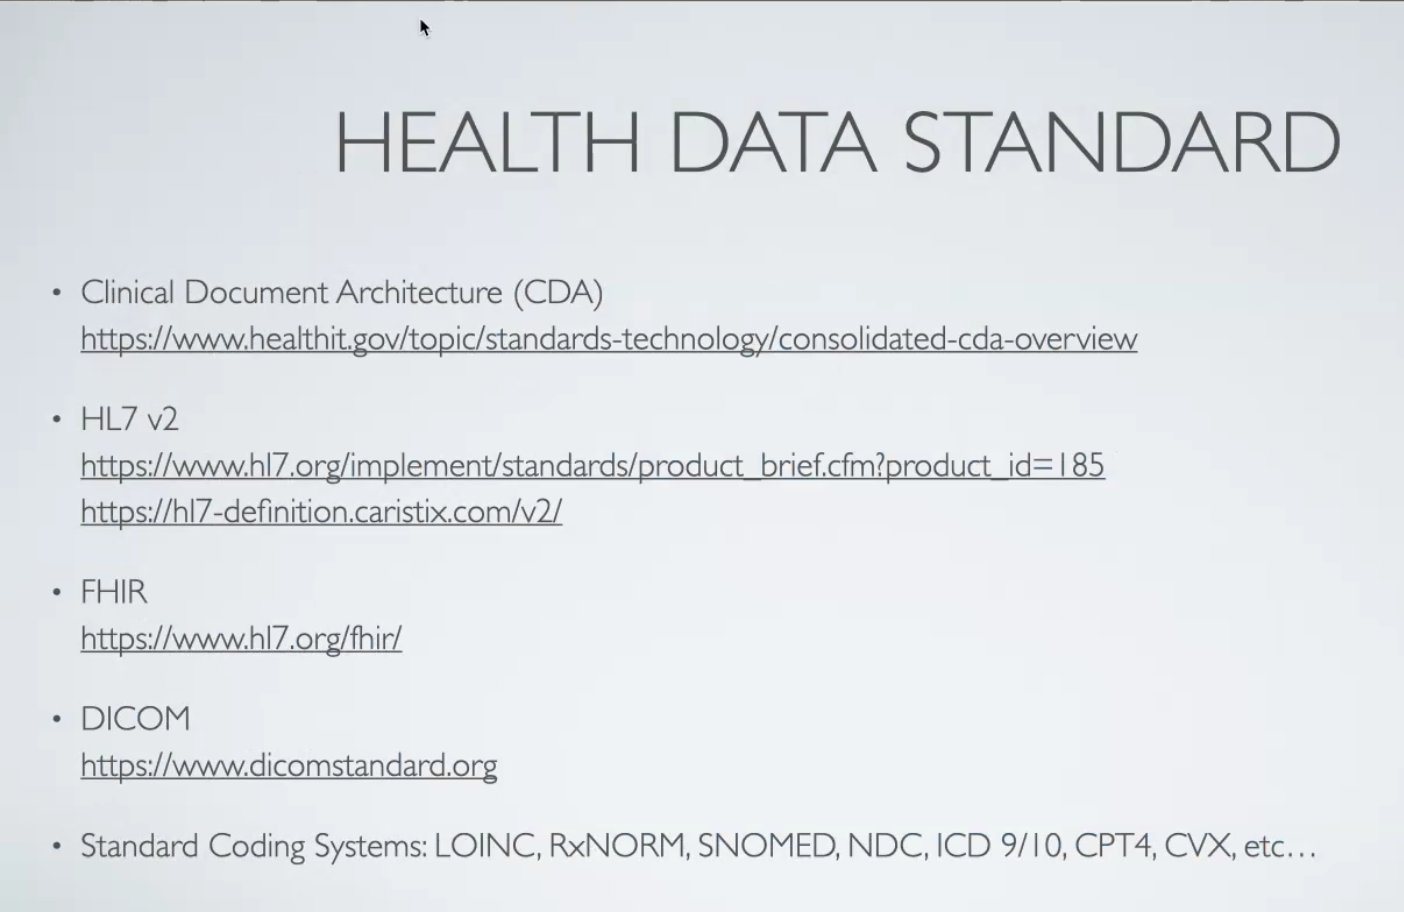 HEALTH DATA STANDARD
• Clinical Document Architecture (CDA)
https://www.healthit.gov/topic/standards-technology/consolidated-cda-overview
• HL7 v2
https://www.hl7.org/implement/standards/product_brief.cfm?product_id=185
https://hl7-definition.caristix.com/v2/
• FHIR
https://www.hl7.org/fhir/
• DICOM
https://www.dicomstandard.org
• Standard Coding Systems: LOINC, RxNORM, SNOMED, NDC, ICD 9/10, CPT4, CVX, etc…